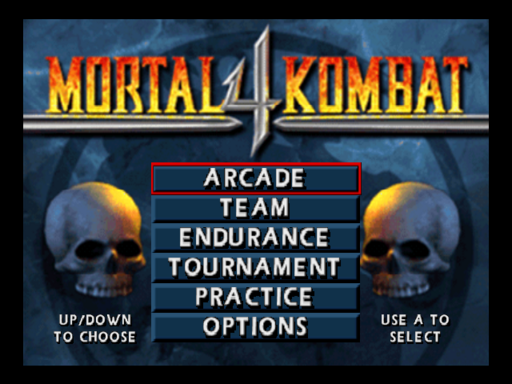 MORTAL 4 KOMBAT
ARCADE
TEAM
ENDURANCE
TOURNAMENT
PRACTICE
OPTIONS
UP/DOWN
TO CHOOSE
USE A TO
SELECT